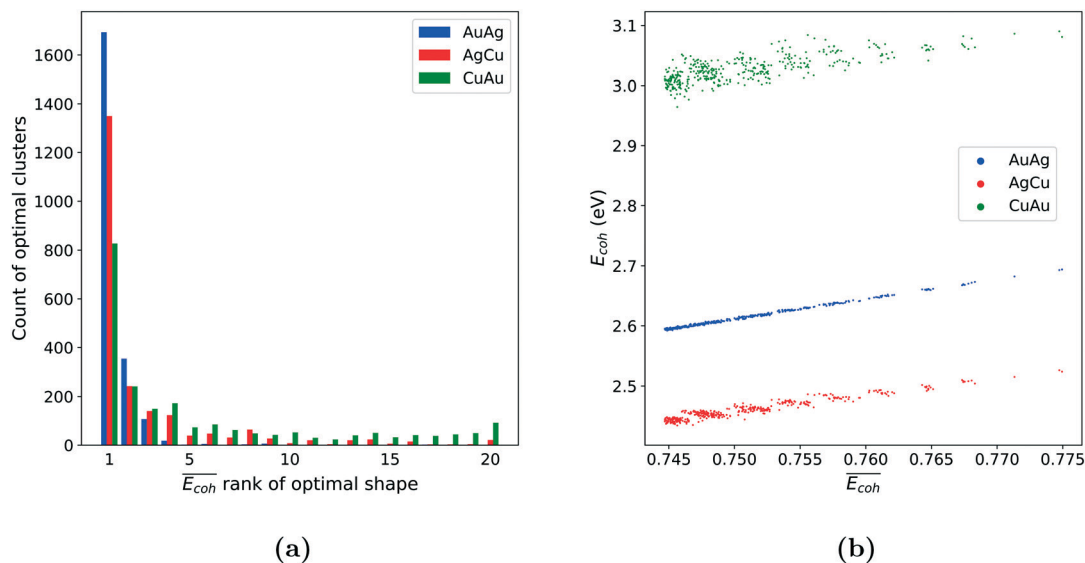 1600
1400
1200
1000
800
600
400
200
0
Count of optimal clusters
AuAg
AgCu
CuAu
1 5 10 15 20
E_coh rank of optimal shape
(a)
3.1
3.0
2.9
2.8
2.7
2.6
2.5
E_coh (eV)
AuAg
AgCu
CuAu
0.745 0.750 0.755 0.760 0.765 0.770 0.775
E_coh
(b)